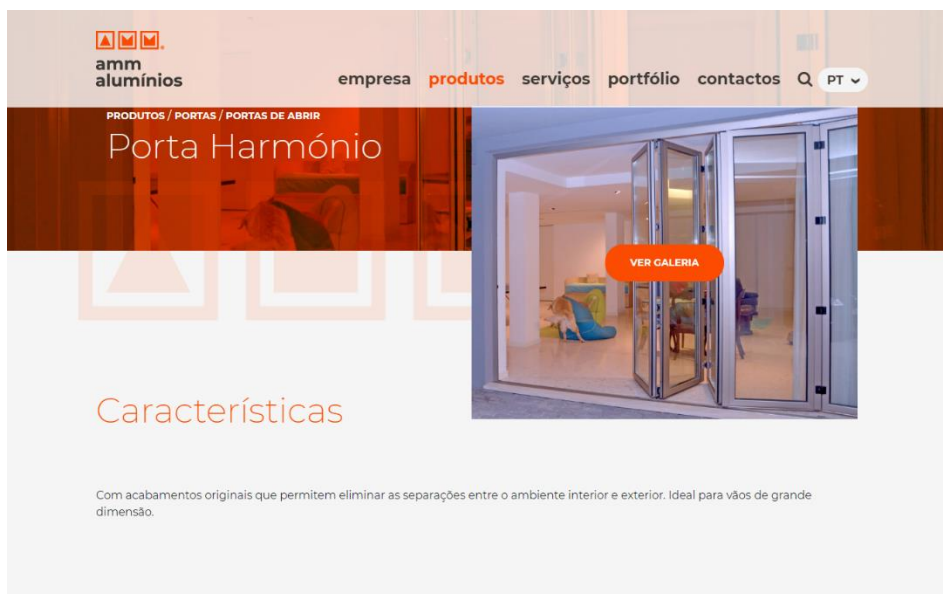 amm
alumínios
empresa produtos serviços portfólio contactos PT
PRODUTOS / PORTAS / PORTAS DE ABRIR
Porta Harmónio
VER GALERIA
Características
Com acabamentos originais que permitem eliminar as separações entre o ambiente interior e exterior. Ideal para vãos de grande
dimensão.